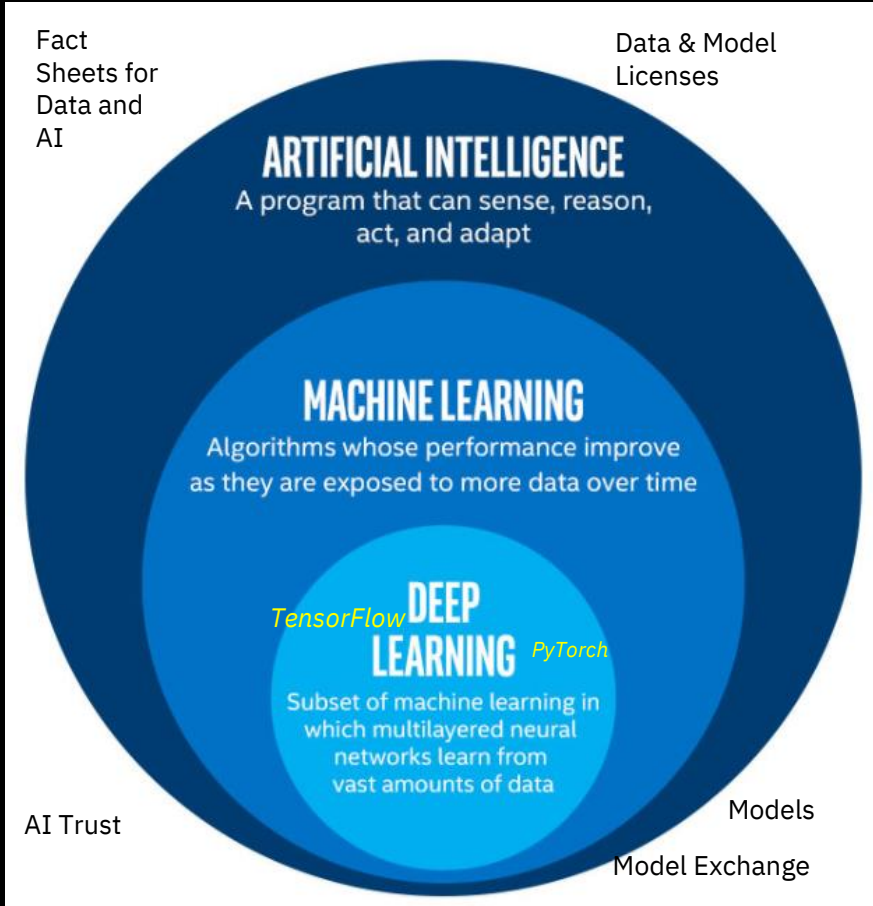 Fact
Sheets for
Data and
AI
Data & Model
Licenses
ARTIFICIAL INTELLIGENCE
A program that can sense, reason,
act, and adapt
MACHINE LEARNING
Algorithms whose performance improve
as they are exposed to more data over time
TensorFlow
DEEP
LEARNING
PyTorch
Subset of machine learning in
which multilayered neural
networks learn from
vast amounts of data
AI Trust
Models
Model Exchange